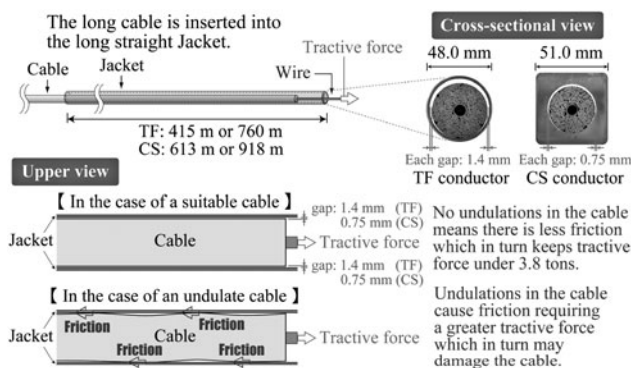 The long cable is inserted into
the long straight Jacket.
Cable
Jacket
Wire
Tractive force
TF: 415 m or 760 m
CS: 613 m or 918 m
Cross-sectional view
48.0 mm
51.0 mm
Each gap: 1.4 mm
Each gap: 0.75 mm
TF conductor
CS conductor
Upper view
【 In the case of a suitable cable】
Jacket
Cable
gap: 1.4 mm (TF)
0.75 mm (CS)
Tractive force
1.4 mm (TF)
0.75 mm (CS)
No undulations in the cable
means there is less friction
which in turn keeps tractive
force under 3.8 tons.
【 In the case of an undulate cable】
Jacket
Friction
Friction
Cable
Friction
Friction
Tractive force
Undulations in the cable
cause friction requiring
a greater tractive force
which in turn may
damage the cable.